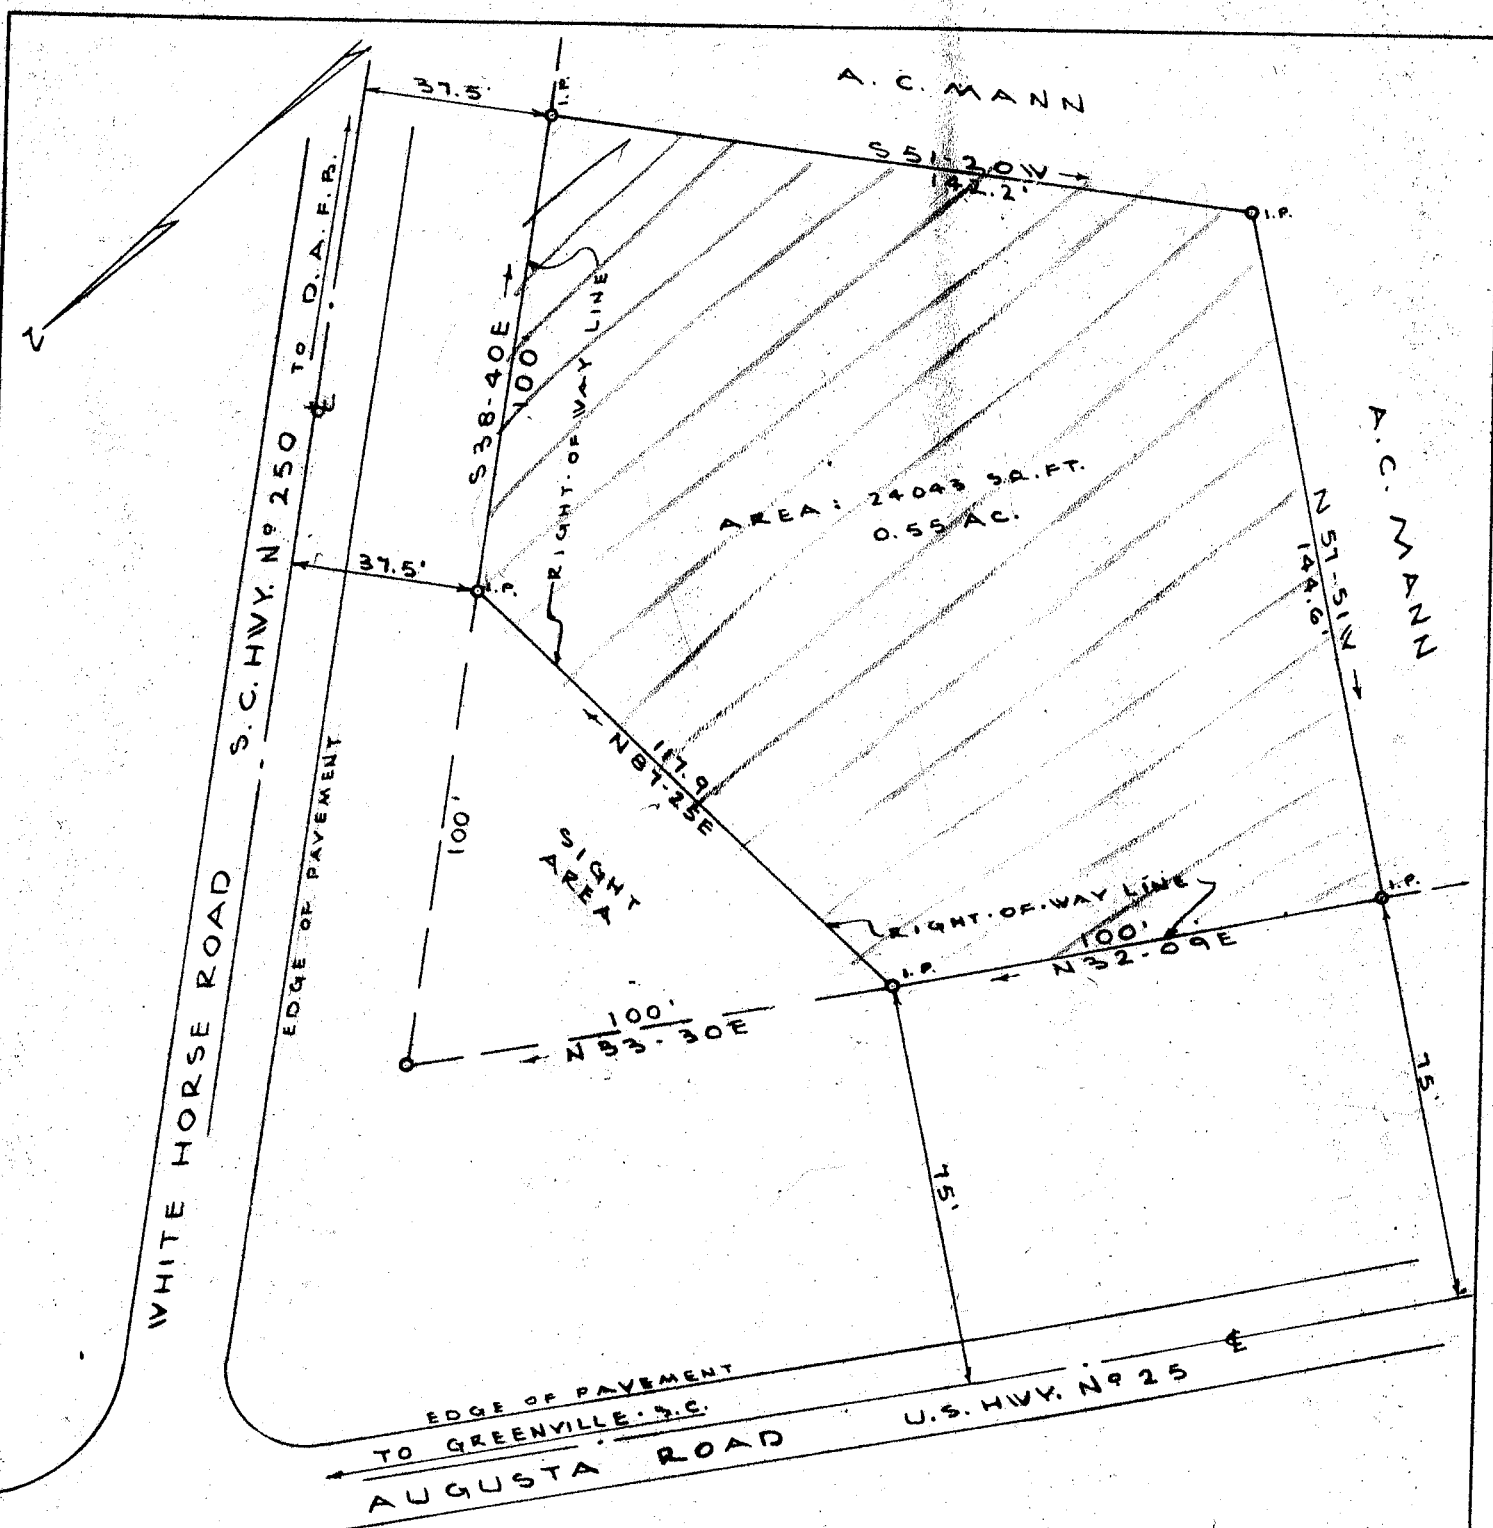 A. C. MANN
37.5'
I.P.
S 51-20 W
142.2'
I.P.
N
TO D. A. F. B.
S. C. HWY. Nº 250
℄
S 38-40 E
100
RIGHT-OF-WAY LINE
AREA: 24043 SQ. FT.
0.55 AC.
A. C. MANN
N 57-51 W
144.6'
37.5'
I.P.
EDGE OF PAVEMENT
100'
117.9
N 87-25 E
SIGHT
AREA
RIGHT-OF-WAY LINE
I.P.
100'
N 32-09 E
I.P.
100'
N 33-30 E
75'
75'
WHITE HORSE ROAD
EDGE OF PAVEMENT
TO GREENVILLE, S.C.
AUGUSTA ROAD
U.S. HWY. Nº 25
℄